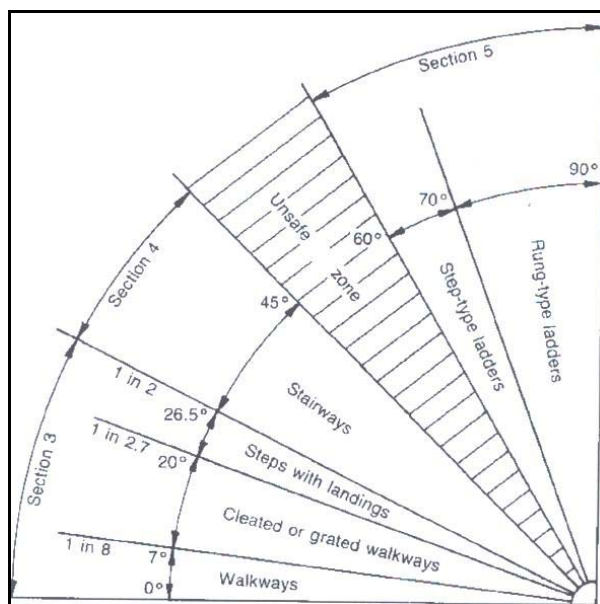 Section 5
90°
70°
60°
Rung-type ladders
Step-type ladders
Unsafe
zone
45°
Section 4
Stairways
1 in 2
26.5°
Steps with landings
1 in 2.7
20°
Section 3
Cleated or grated walkways
1 in 8
7°
Walkways
0°